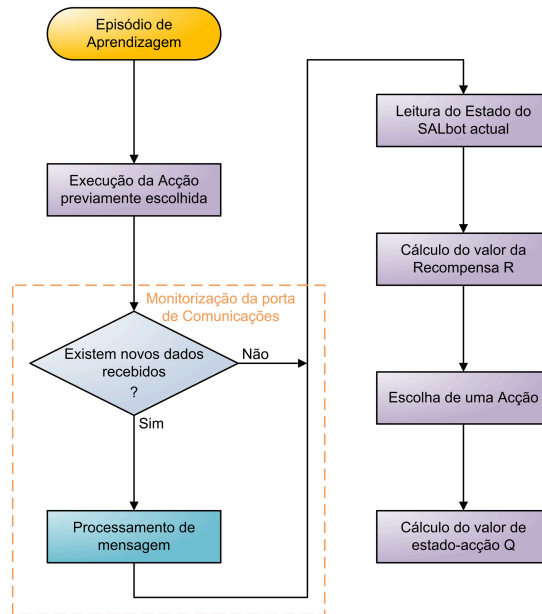 Episódio de
Aprendizagem
Execução da Acção
previamente escolhida
Monitorização da porta
de Comunicações
Existem novos dados
recebidos
?
Não
Sim
Processamento de
mensagem
Leitura do Estado do
SALbot actual
Cálculo do valor da
Recompensa R
Escolha de uma Acção
Cálculo do valor de
estado-acção Q